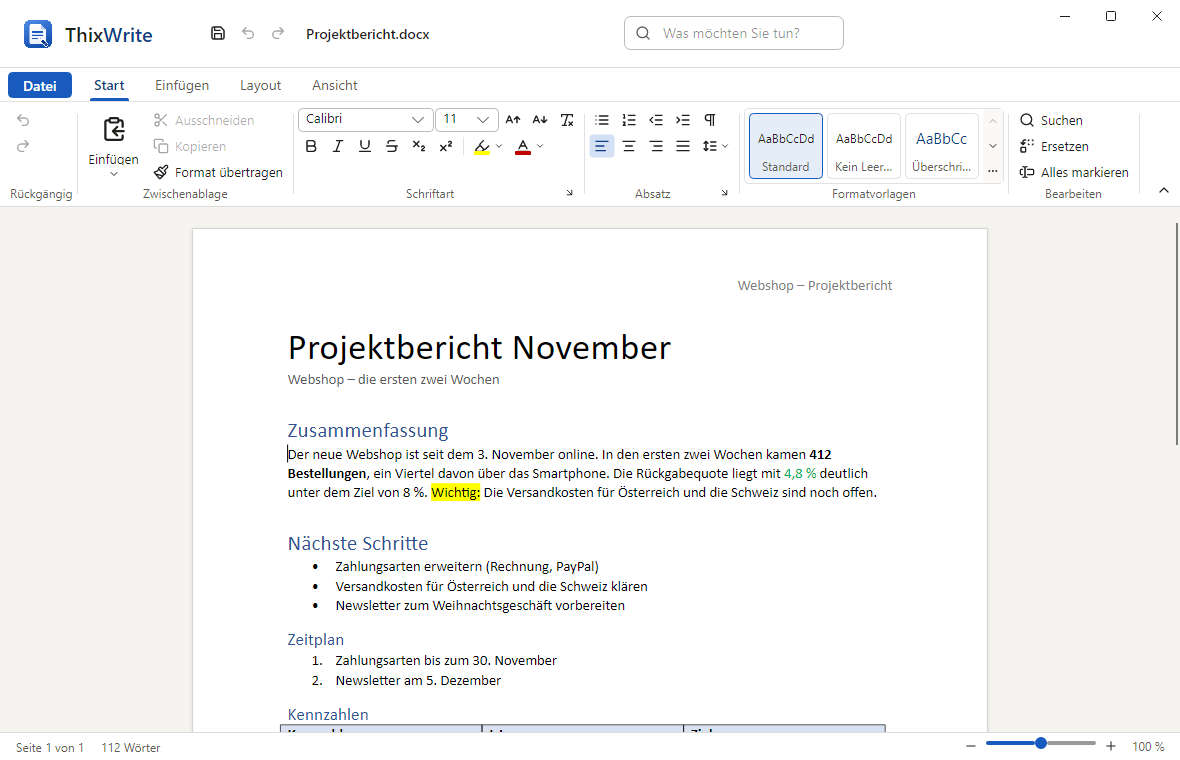 ThixWrite
Projektbericht.docx
Was möchten Sie tun?
Datei Start Einfügen Layout Ansicht
Einfügen
Ausschneiden
Kopieren
Format übertragen
Calibri 11
AaBbCcDd AaBbCcDd AaBbCc
Standard Kein Leer... Überschri...
Suchen
Ersetzen
Alles markieren
Rückgängig Zwischenablage Schriftart Absatz Formatvorlagen Bearbeiten
Webshop – Projektbericht
Projektbericht November
Webshop – die ersten zwei Wochen
Zusammenfassung
Der neue Webshop ist seit dem 3. November online. In den ersten zwei Wochen kamen 412
Bestellungen, ein Viertel davon über das Smartphone. Die Rückgabequote liegt mit 4,8 % deutlich
unter dem Ziel von 8 %. Wichtig: Die Versandkosten für Österreich und die Schweiz sind noch offen.
Nächste Schritte
• Zahlungsarten erweitern (Rechnung, PayPal)
• Versandkosten für Österreich und die Schweiz klären
• Newsletter zum Weihnachtsgeschäft vorbereiten
Zeitplan
1. Zahlungsarten bis zum 30. November
2. Newsletter am 5. Dezember
Kennzahlen
Seite 1 von 1 112 Wörter 100 %